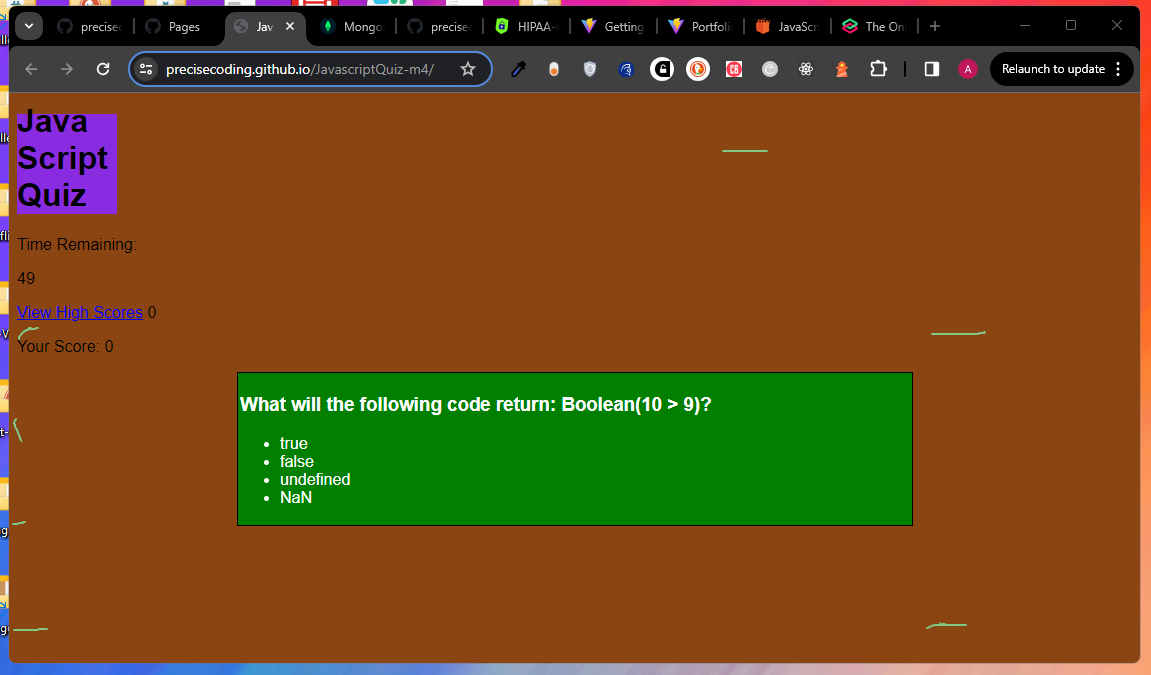 precise
Pages
Jav
Mongo
precise
HIPAA-
Getting
Portfoli
JavaScr
The On
precisecoding.github.io/JavascriptQuiz-m4/
CB
A
Relaunch to update
Java
Script
Quiz
Time Remaining:
49
View High Scores 0
Your Score: 0
What will the following code return: Boolean(10 > 9)?
true
false
undefined
NaN